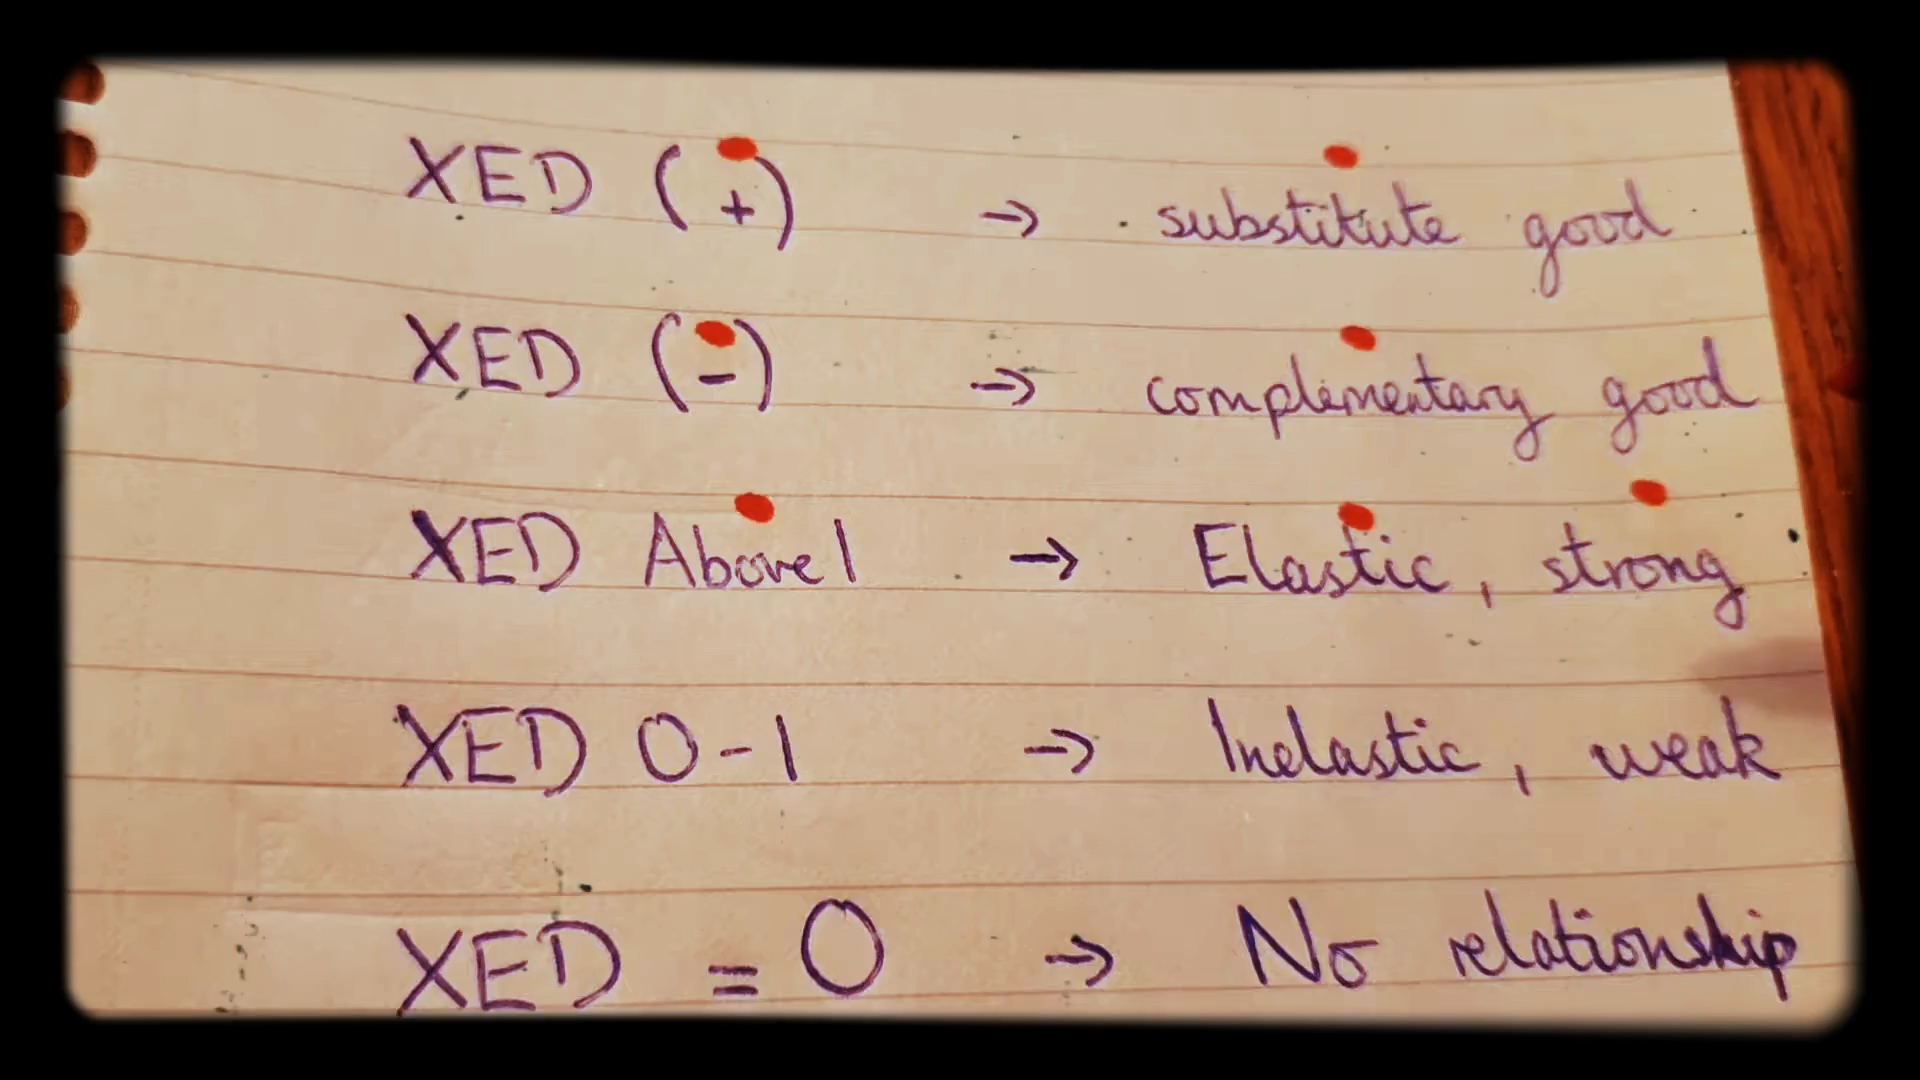 XED (+) → substitute good
XED (-) → complementary good
XED Above 1 → Elastic, strong
XED 0-1 → Inelastic, weak
XED = 0 → No relationship